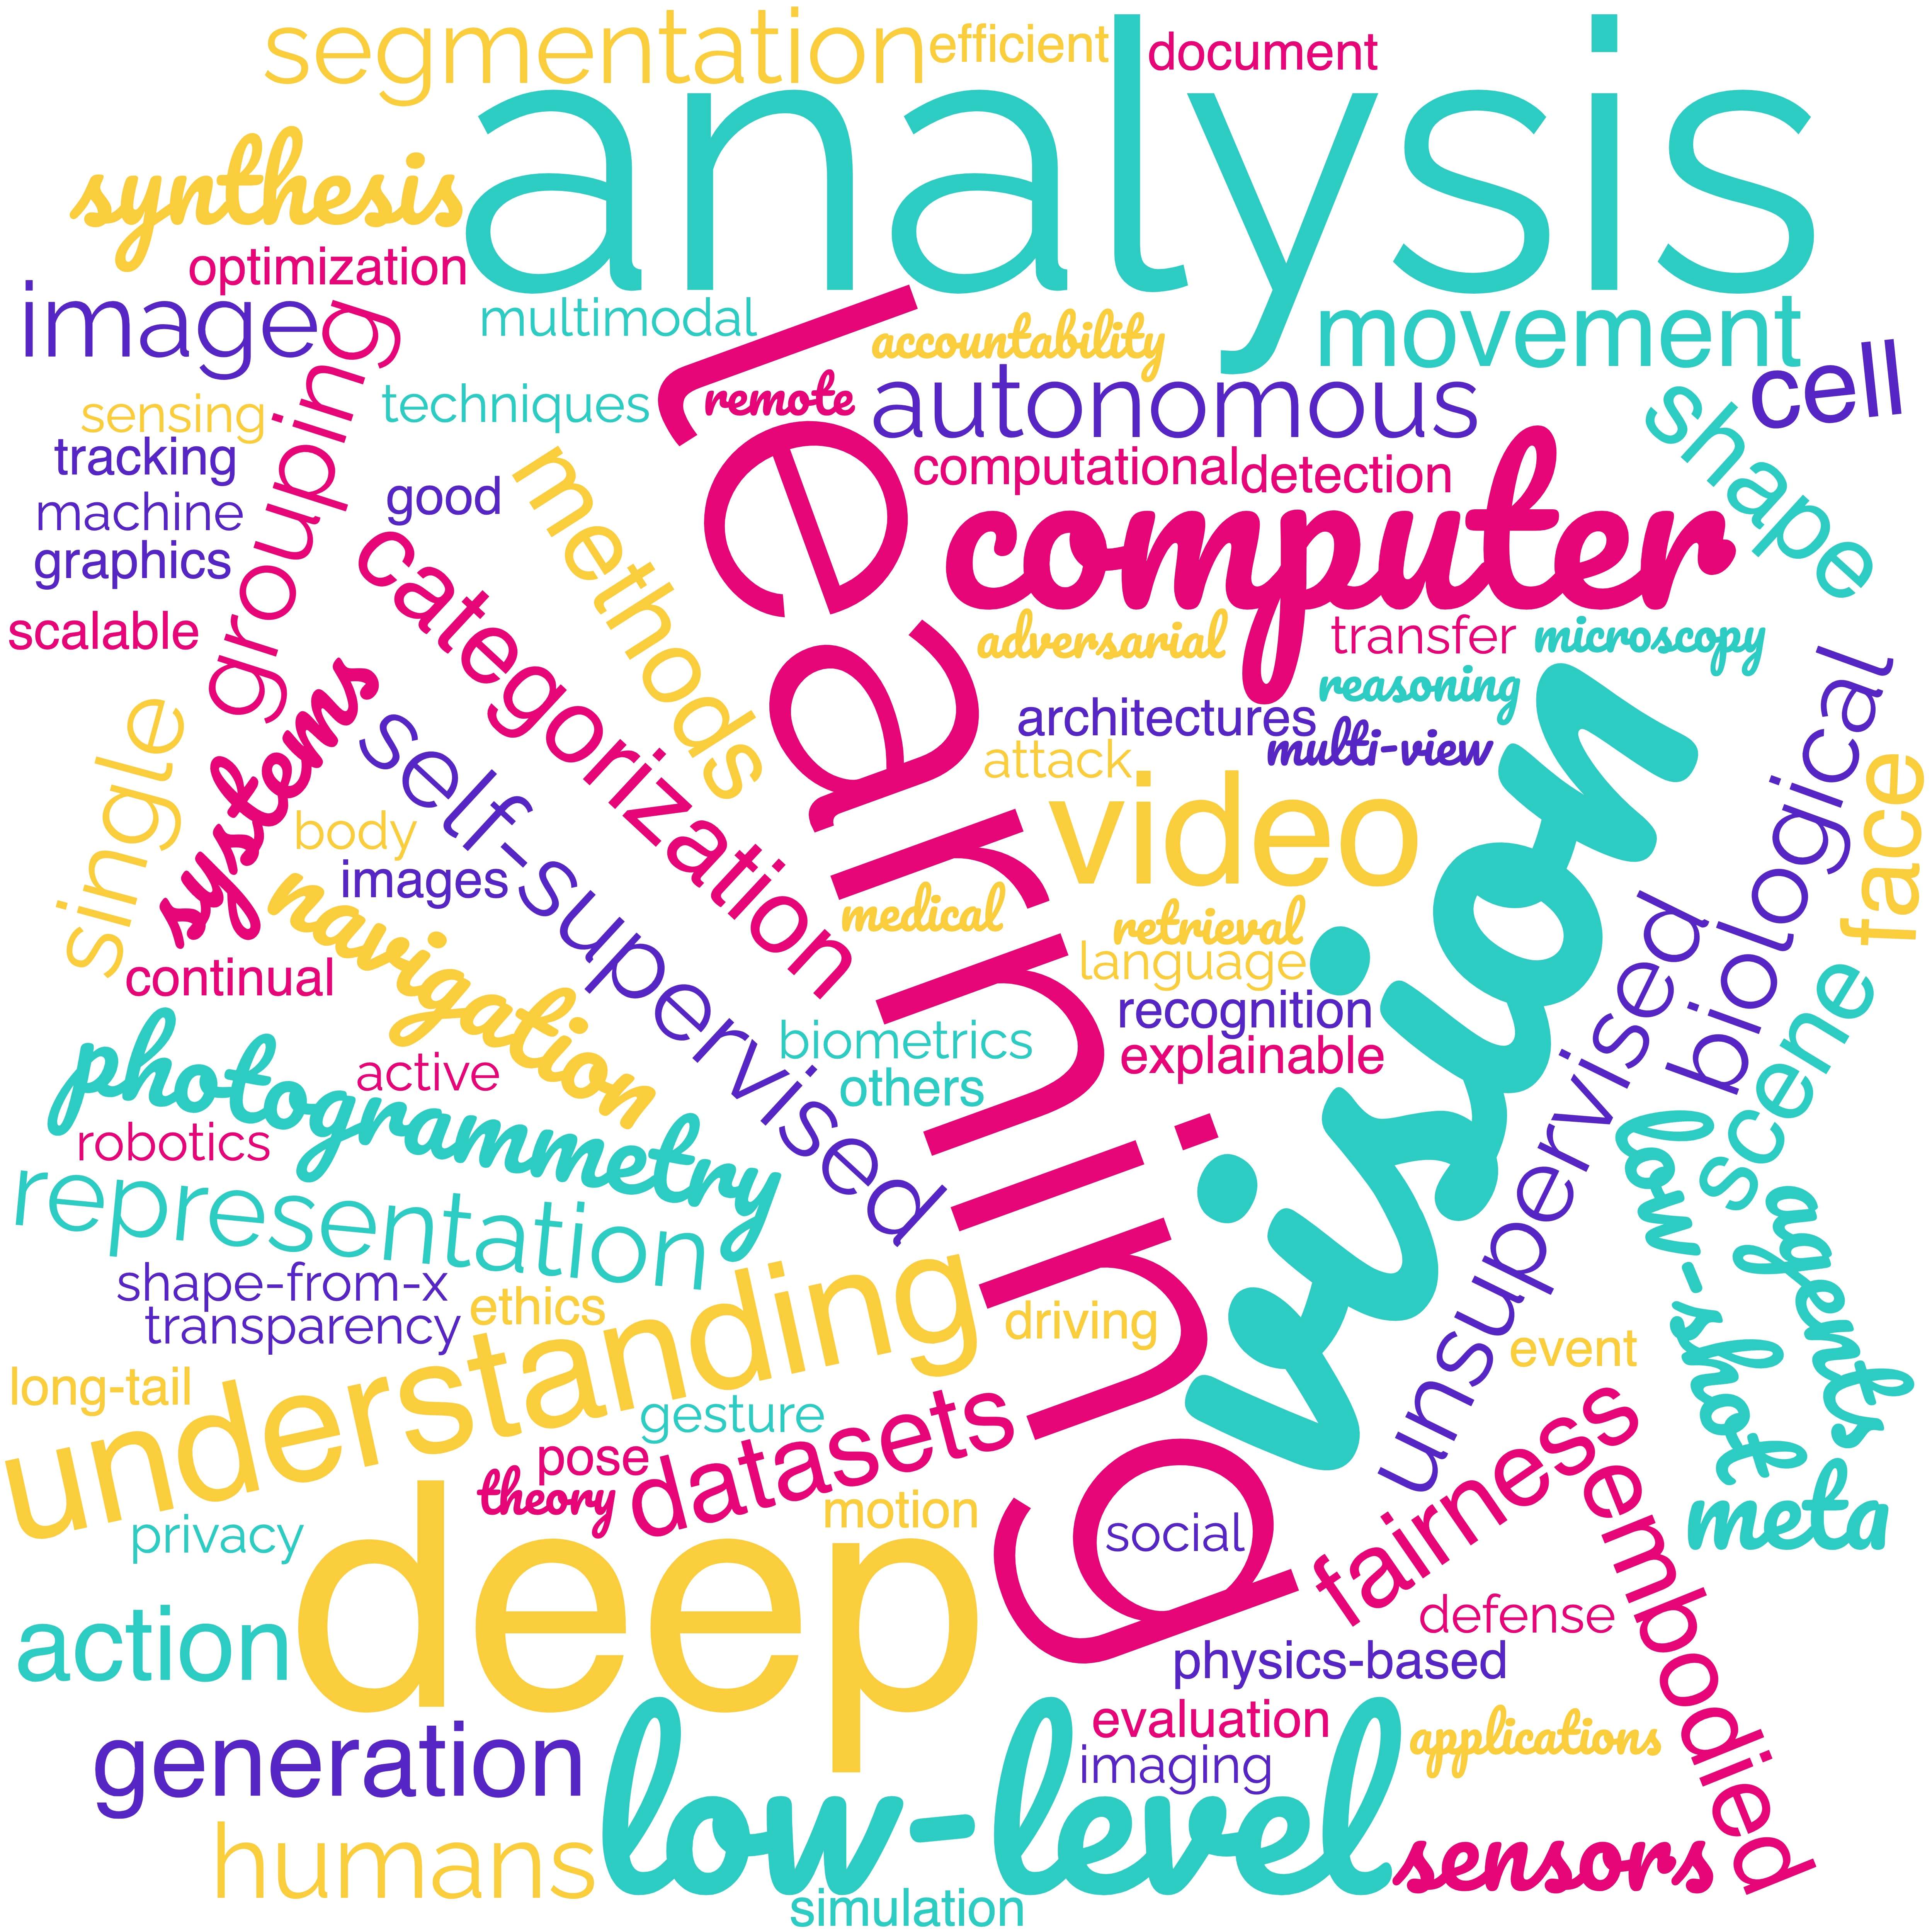 segmentation
efficient
document
analysis
synthesis
optimization
image
multimodal
accountability
movement
cell
remote
autonomous
shape
sensing
techniques
grouping
learning
tracking
computational
detection
machine
good
methods
computer
graphics
categorization
scalable
adversarial
transfer
microscopy
systems
reasoning
architectures
multi-view
attack
single
self-supervised
body
video
vision
biological
face
images
navigation
medical
retrieval
language
continual
recognition
unsupervised
scene
photogrammetry
active
biometrics
explainable
others
robotics
low-shot
representation
adversarial
shape-from-x
transparency
ethics
driving
understanding
event
long-tail
gesture
datasets
pose
theory
fairness
meta
privacy
motion
social
deep
embodied
action
defense
physics-based
generation
evaluation
applications
imaging
low-level
humans
sensors
simulation